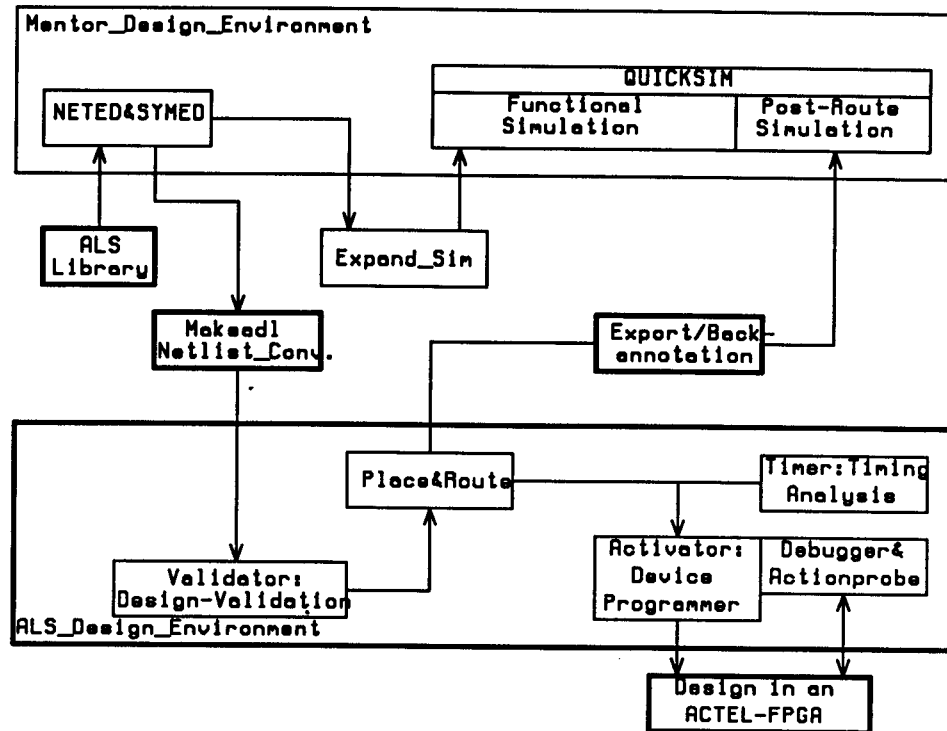 Mentor_Design_Environment
QUICKSIM
NETED&SYMED
Functional
Simulation
Post-Route
Simulation
ALS
Library
Expand_Sim
Makeadl
Netlist_Conv.
Export/Back-
annotation
Place&Route
Timer:Timing
Analysis
Validator:
Design-Validation
Activator:
Device
Programmer
Debugger&
Actionprobe
ALS_Design_Environment
Design in an
ACTEL-FPGA